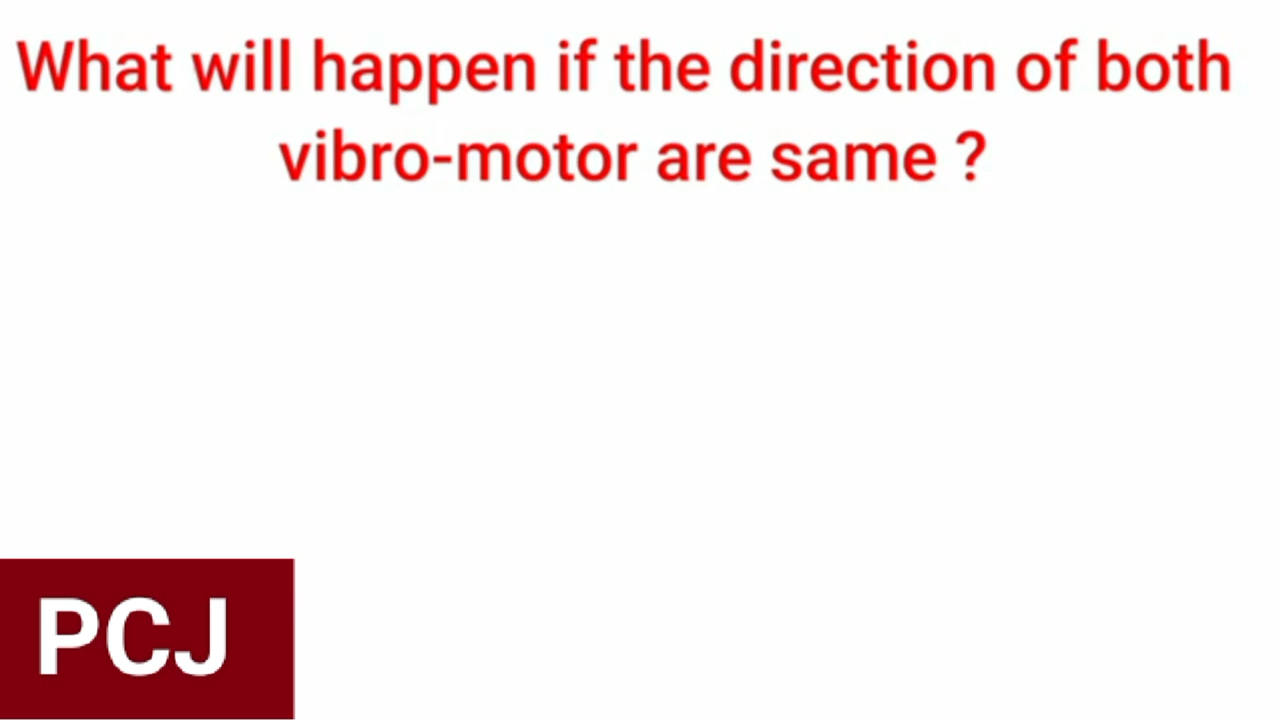 What will happen if the direction of both
vibro-motor are same ?
PCJ